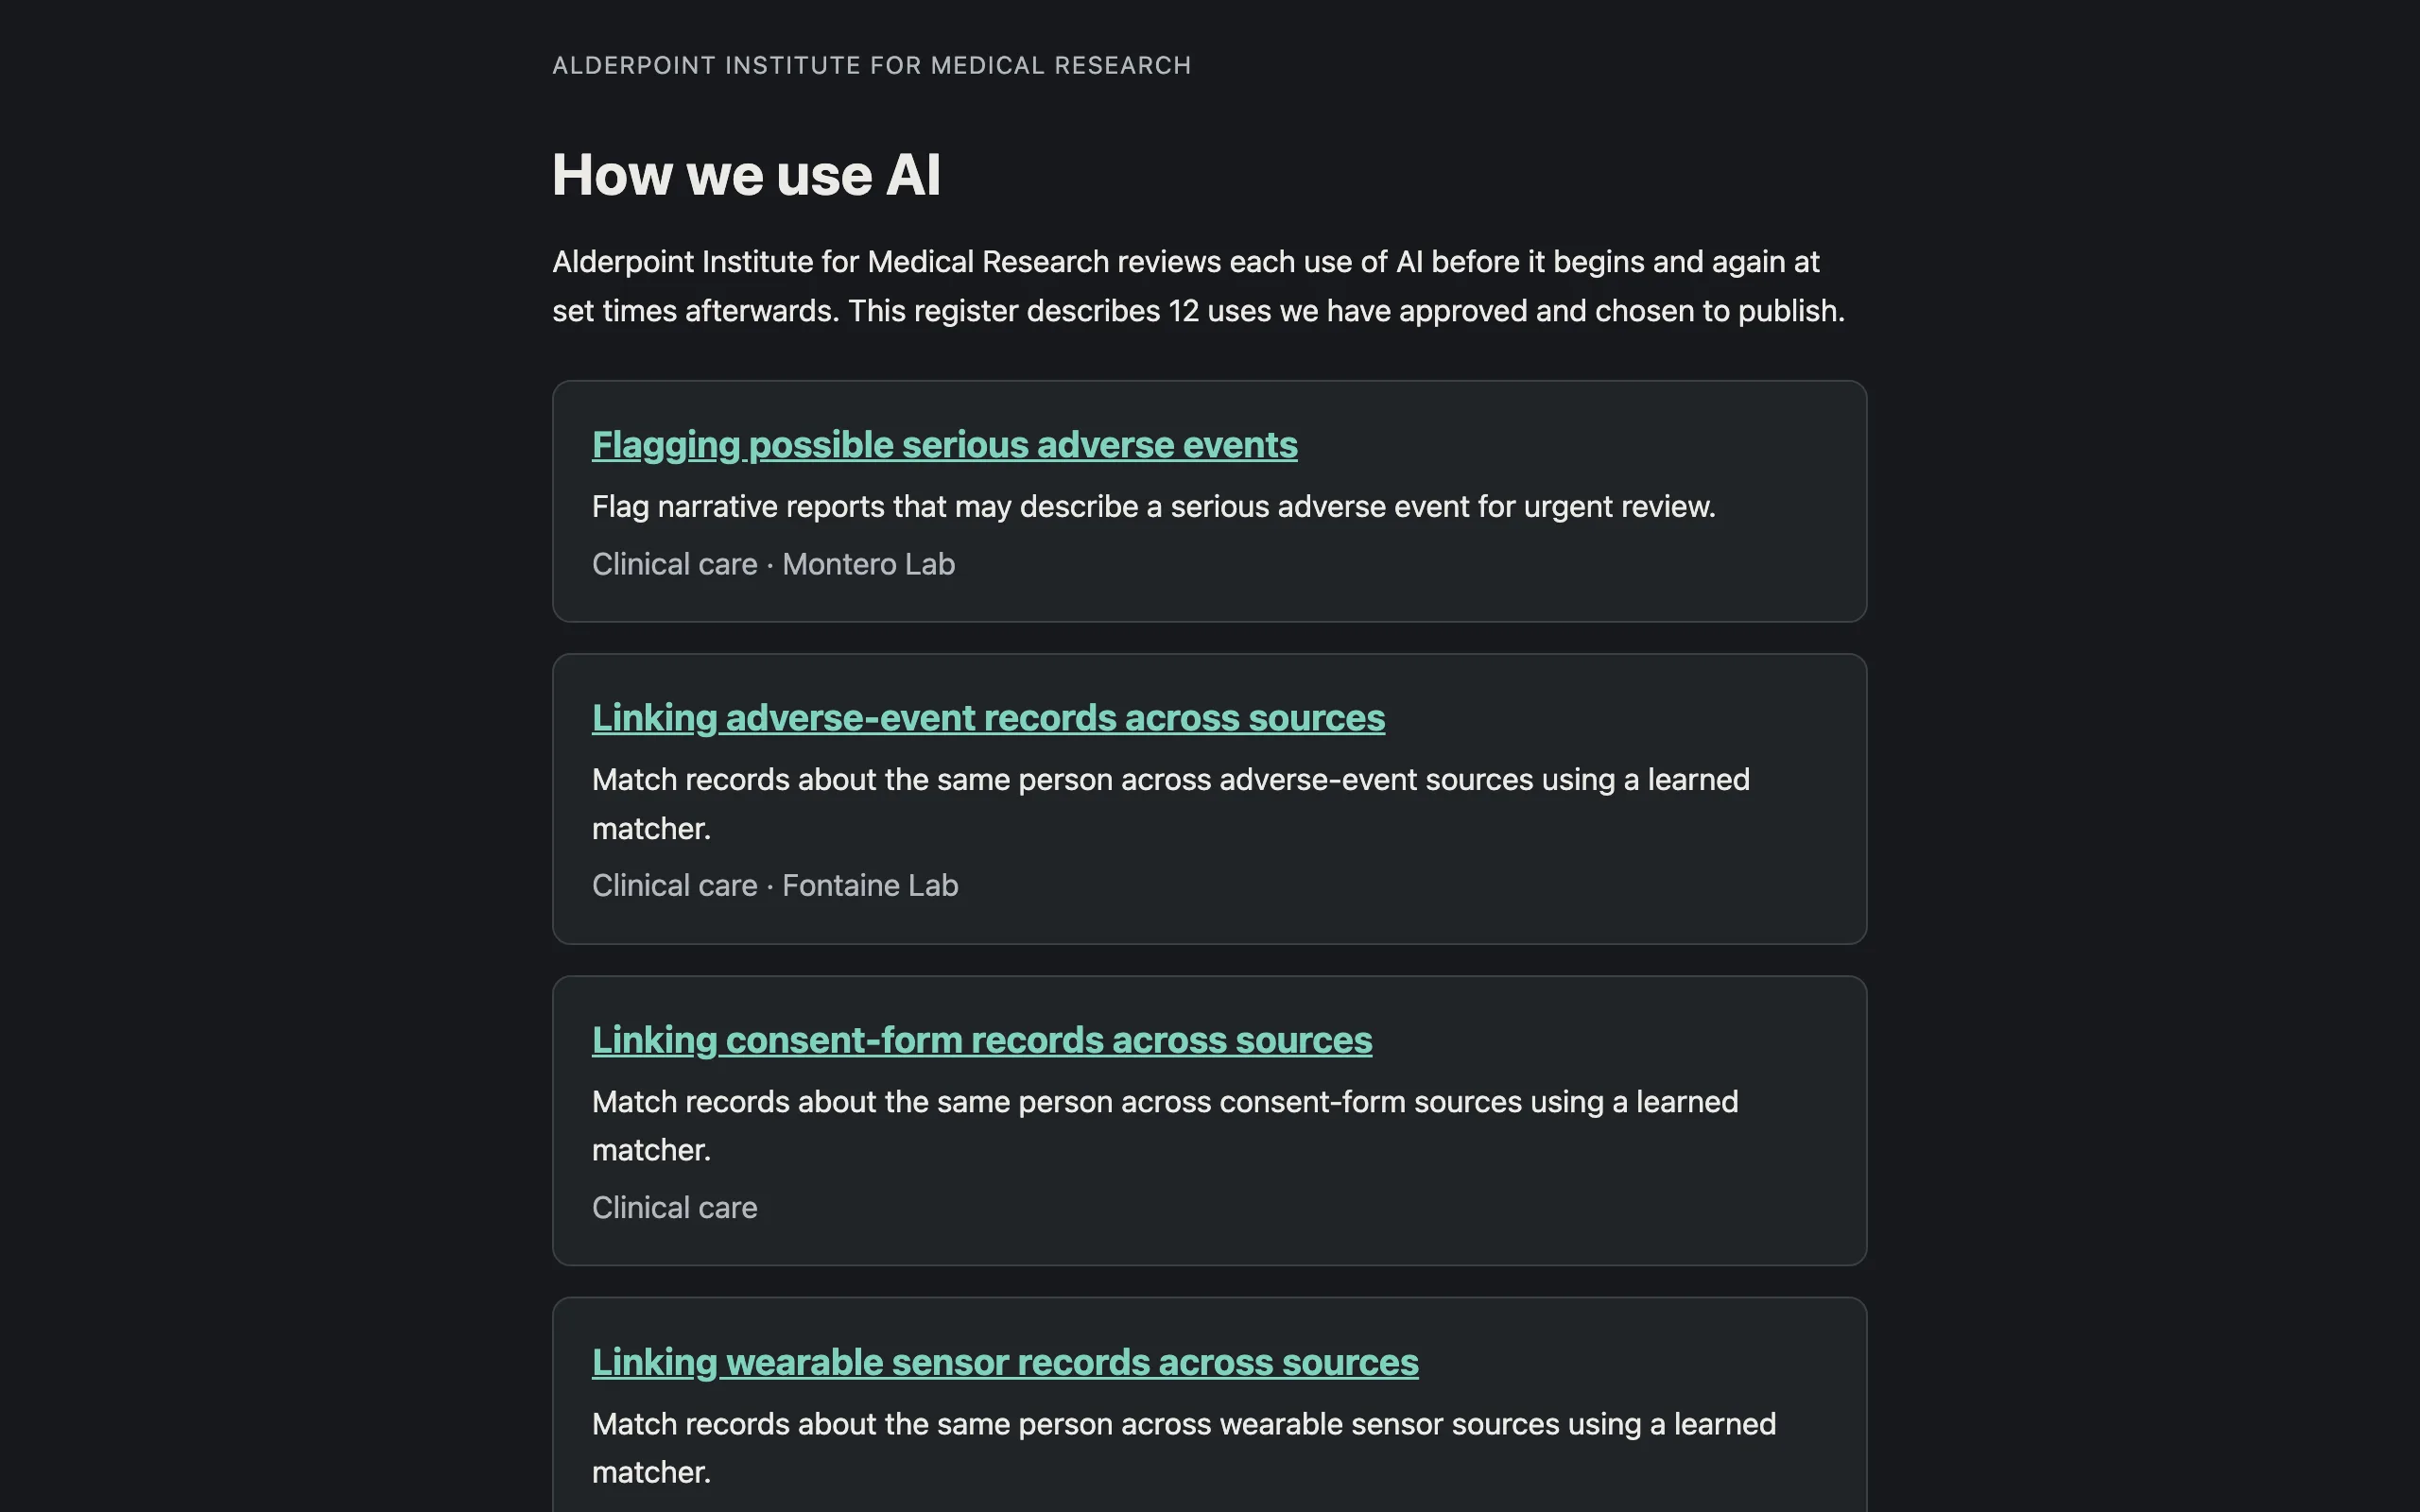 ALDERPOINT INSTITUTE FOR MEDICAL RESEARCH
How we use AI
Alderpoint Institute for Medical Research reviews each use of AI before it begins and again at
set times afterwards. This register describes 12 uses we have approved and chosen to publish.
Flagging possible serious adverse events
Flag narrative reports that may describe a serious adverse event for urgent review.
Clinical care · Montero Lab
Linking adverse-event records across sources
Match records about the same person across adverse-event sources using a learned
matcher.
Clinical care · Fontaine Lab
Linking consent-form records across sources
Match records about the same person across consent-form sources using a learned
matcher.
Clinical care
Linking wearable sensor records across sources
Match records about the same person across wearable sensor sources using a learned
matcher.